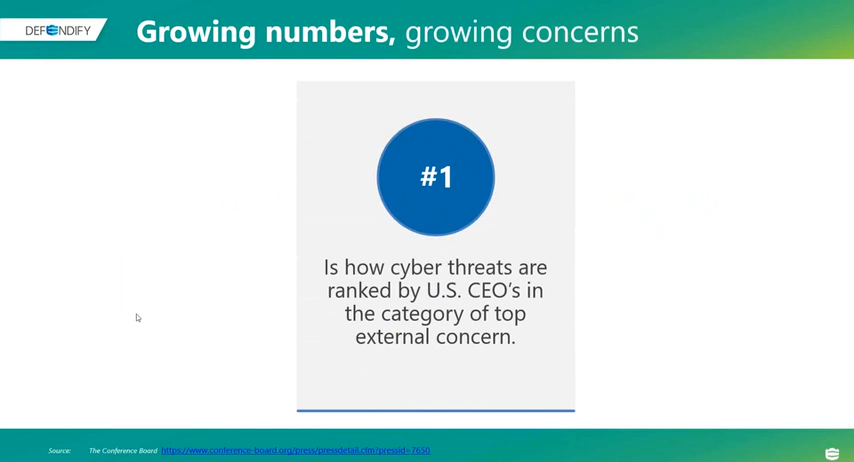 DEFENDIFY
Growing numbers, growing concerns
#1
Is how cyber threats are
ranked by U.S. CEO's in
the category of top
external concern.
Source: The Conference Board https://www.conference-board.org/press/pressdetail.cfm?pressid=7650